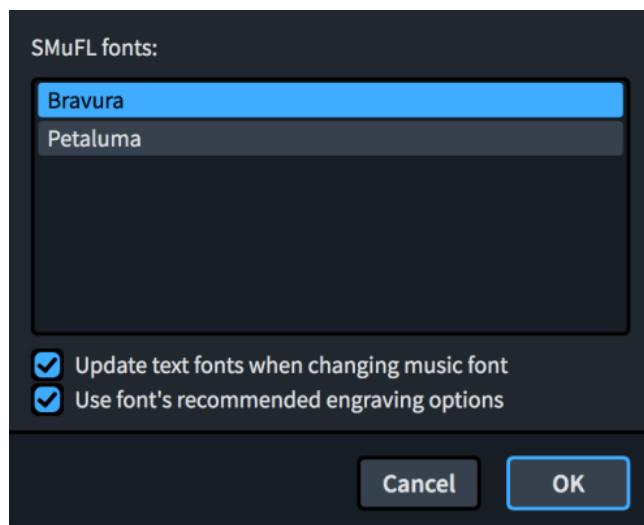 SMuFL fonts:
Bravura
Petaluma
Update text fonts when changing music font
Use font's recommended engraving options
Cancel OK